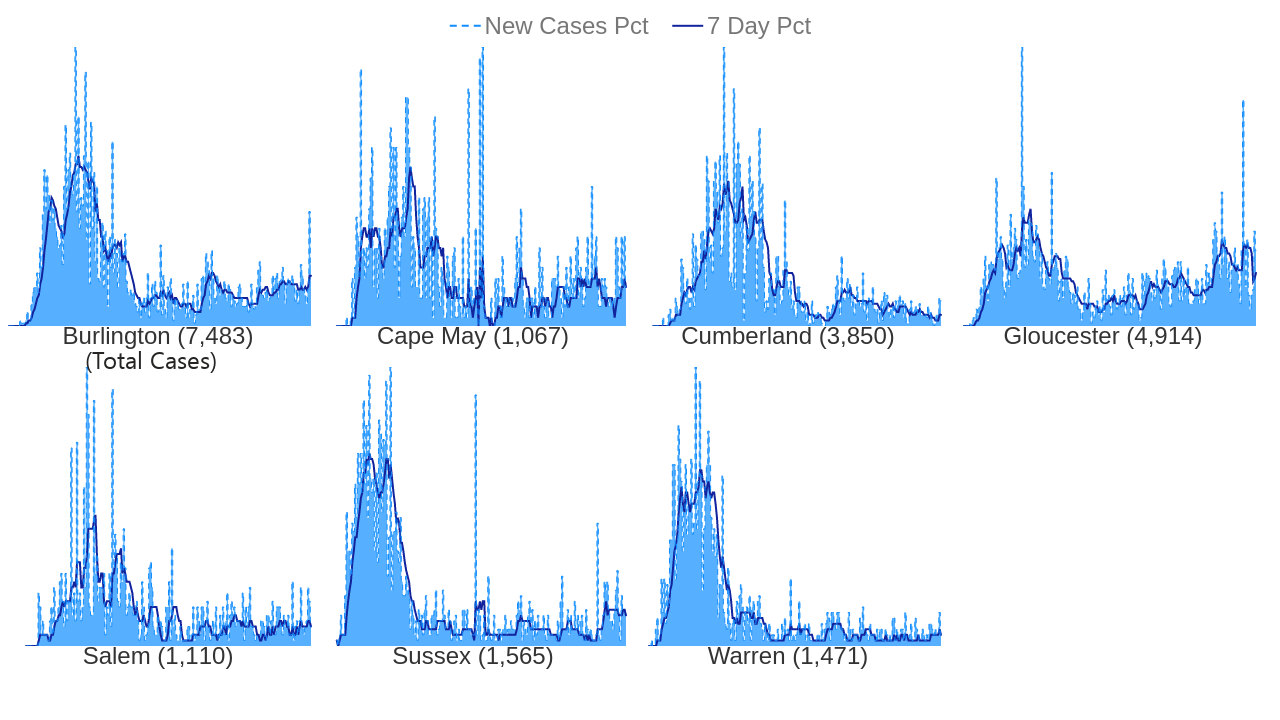 New Cases Pct 7 Day Pct
Burlington (7,483) Cape May (1,067) Cumberland (3,850) Gloucester (4,914)
(Total Cases)
Salem (1,110) Sussex (1,565) Warren (1,471)